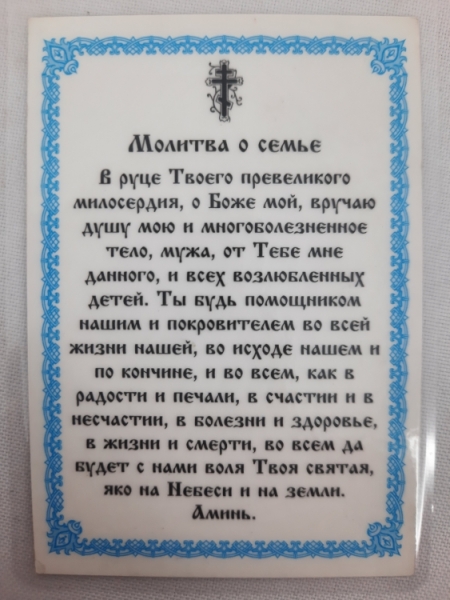 Молитва о семье
В руце Твоего превеликого
милосердия, о Боже мой, вручаю
душу мою и многоболезненное
тело, мужа, от Тебе мне
данного, и всех возлюбленных
детей. Ты будь помощником
нашим и покровителем во всей
жизни нашей, во исходе нашем и
по кончине, и во всем, как в
радости и печали, в счастии и в
несчастии, в болезни и здоровье,
в жизни и смерти, во всем да
будет с нами воля Твоя святая,
яко на Небеси и на земли.
Аминь.